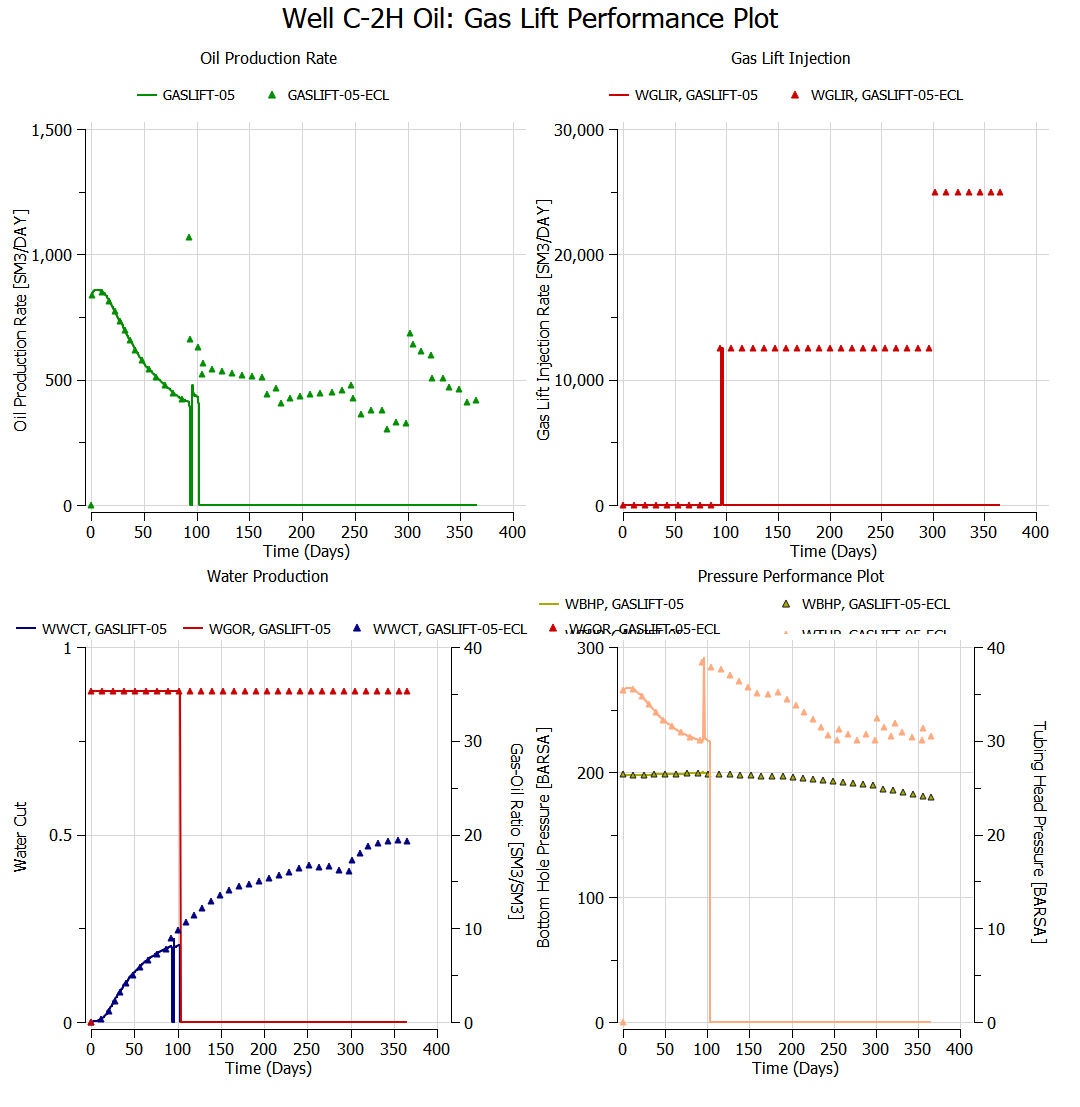 Well C-2H Oil: Gas Lift Performance Plot
Oil Production Rate
GASLIFT-05
GASLIFT-05-ECL
1,500
1,000
500
0
Oil Production Rate [SM3/DAY]
0 50 100 150 200 250 300 350 400
Time (Days)
Gas Lift Injection
WGLIR, GASLIFT-05
WGLIR, GASLIFT-05-ECL
30,000
20,000
10,000
0
Gas Lift Injection Rate [SM3/DAY]
0 50 100 150 200 250 300 350 400
Time (Days)
Water Production
WWCT, GASLIFT-05
WGOR, GASLIFT-05
WWCT, GASLIFT-05-ECL
WGOR, GASLIFT-05-ECL
1
0.5
0
Water Cut
40
30
20
10
0
Gas-Oil Ratio [SM3/SM3]
0 50 100 150 200 250 300 350 400
Time (Days)
Pressure Performance Plot
WBHP, GASLIFT-05
WBHP, GASLIFT-05-ECL
WTHP, GASLIFT-05
WTHP, GASLIFT-05-ECL
300
200
100
0
Bottom Hole Pressure [BARSA]
40
30
20
10
0
Tubing Head Pressure [BARSA]
0 50 100 150 200 250 300 350 400
Time (Days)